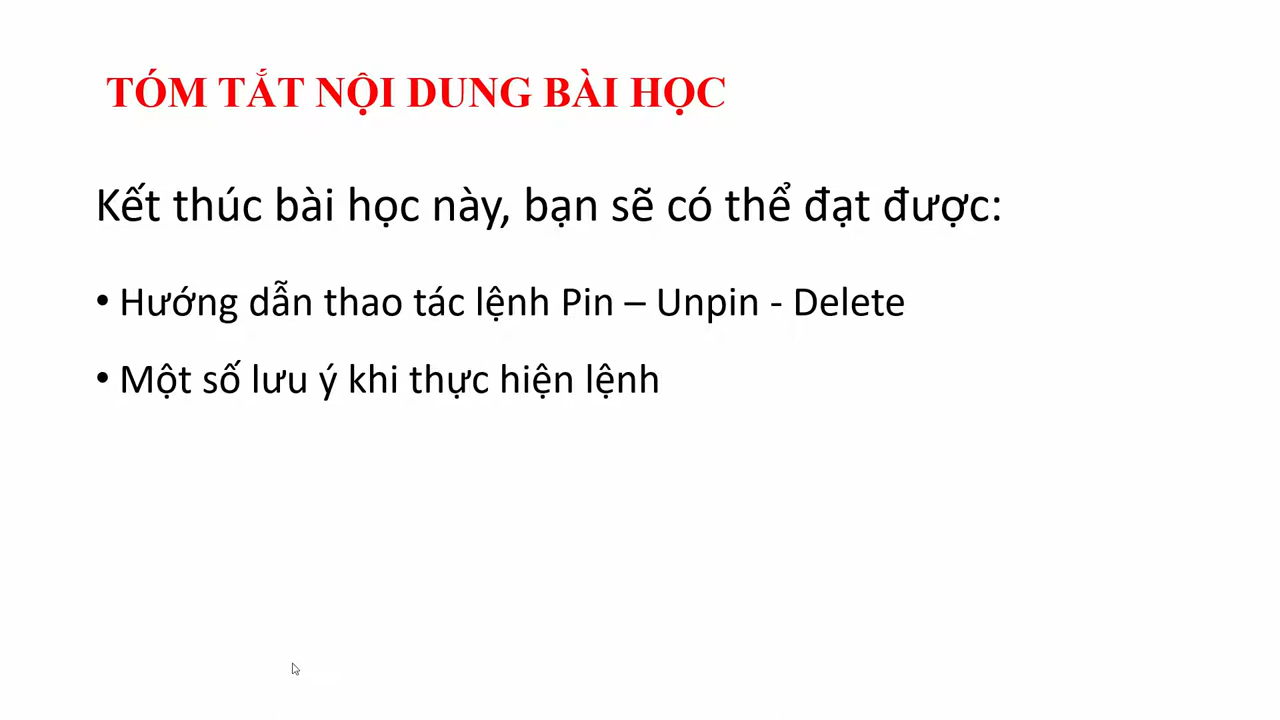 TÓM TẮT NỘI DUNG BÀI HỌC
Kết thúc bài học này, bạn sẽ có thể đạt được:
• Hướng dẫn thao tác lệnh Pin – Unpin - Delete
• Một số lưu ý khi thực hiện lệnh